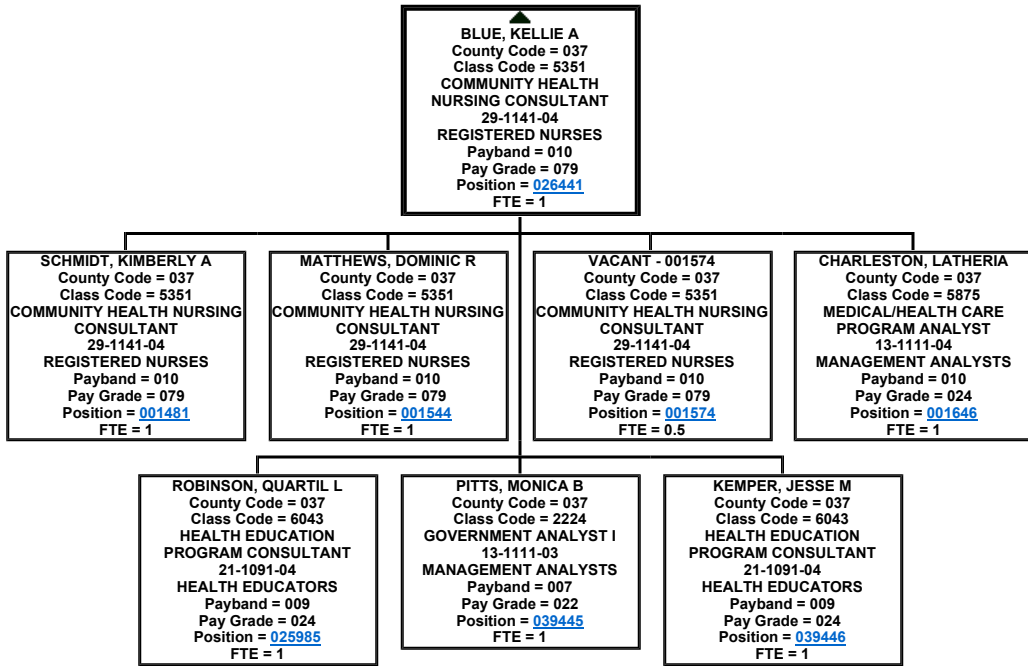 BLUE, KELLIE A
County Code = 037
Class Code = 5351
COMMUNITY HEALTH
NURSING CONSULTANT
29-1141-04
REGISTERED NURSES
Payband = 010
Pay Grade = 079
Position = 026441
FTE = 1
SCHMIDT, KIMBERLY A
County Code = 037
Class Code = 5351
COMMUNITY HEALTH NURSING
CONSULTANT
29-1141-04
REGISTERED NURSES
Payband = 010
Pay Grade = 079
Position = 001481
FTE = 1
MATTHEWS, DOMINIC R
County Code = 037
Class Code = 5351
COMMUNITY HEALTH NURSING
CONSULTANT
29-1141-04
REGISTERED NURSES
Payband = 010
Pay Grade = 079
Position = 001544
FTE = 1
VACANT - 001574
County Code = 037
Class Code = 5351
COMMUNITY HEALTH NURSING
CONSULTANT
29-1141-04
REGISTERED NURSES
Payband = 010
Pay Grade = 079
Position = 001574
FTE = 0.5
CHARLESTON, LATHERIA
County Code = 037
Class Code = 5875
MEDICAL/HEALTH CARE
PROGRAM ANALYST
13-1111-04
MANAGEMENT ANALYSTS
Payband = 010
Pay Grade = 024
Position = 001646
FTE = 1
ROBINSON, QUARTIL L
County Code = 037
Class Code = 6043
HEALTH EDUCATION
PROGRAM CONSULTANT
21-1091-04
HEALTH EDUCATORS
Payband = 009
Pay Grade = 024
Position = 025985
FTE = 1
PITTS, MONICA B
County Code = 037
Class Code = 2224
GOVERNMENT ANALYST I
13-1111-03
MANAGEMENT ANALYSTS
Payband = 007
Pay Grade = 022
Position = 039445
FTE = 1
KEMPER, JESSE M
County Code = 037
Class Code = 6043
HEALTH EDUCATION
PROGRAM CONSULTANT
21-1091-04
HEALTH EDUCATORS
Payband = 009
Pay Grade = 024
Position = 039446
FTE = 1